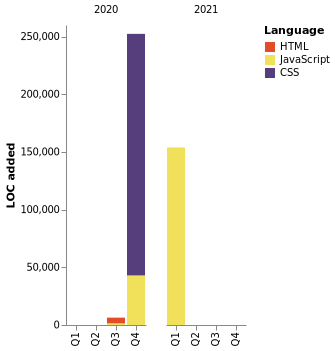 2020
2021
Language
HTML
JavaScript
CSS
LOC added
250,000
200,000
150,000
100,000
50,000
0
Q1
Q2
Q3
Q4
Q1
Q2
Q3
Q4